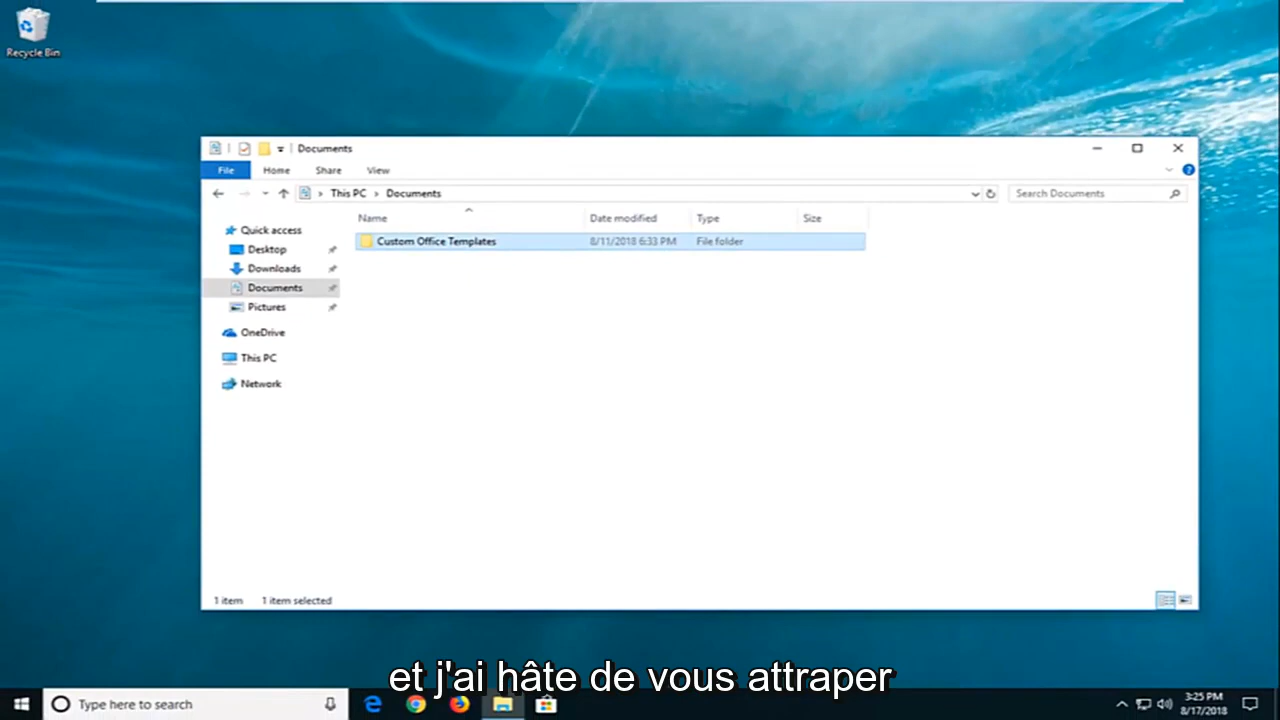 Recycle Bin
Documents
File Home Share View
This PC > Documents
Search Documents
Name Date modified Type Size
Quick access
Custom Office Templates 8/11/2018 6:33 PM File folder
Desktop
Downloads
Documents
Pictures
OneDrive
This PC
Network
1 item 1 item selected
et j'ai hâte de vous attraper
Type here to search
3:25 PM
8/17/2018